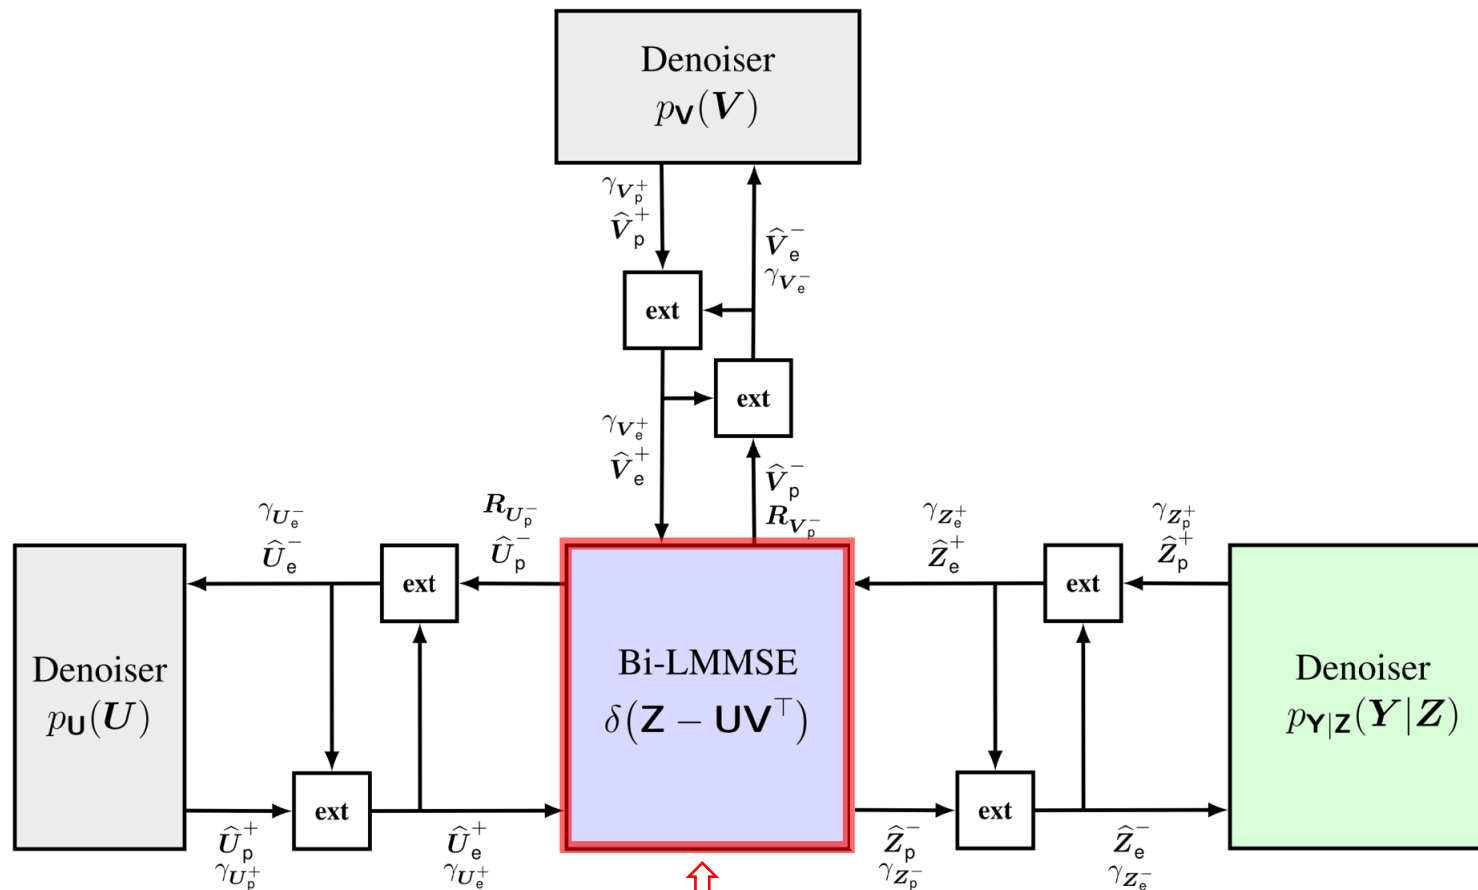 Denoiser
p_𝐕(𝑽)
γ_{𝑽_p^+}
V̂_p^+
V̂_e^-
γ_{𝑽_e^-}
ext
ext
γ_{𝑽_e^+}
V̂_e^+
V̂_p^-
R_{𝑽_p^-}
γ_{𝑼_e^-}
Û_e^-
R_{𝑼_p^-}
Û_p^-
γ_{𝒁_e^+}
Ẑ_e^+
γ_{𝒁_p^+}
Ẑ_p^+
ext
ext
Denoiser
p_𝐔(𝑼)
Bi-LMMSE
δ(𝐙 − 𝐔𝐕^⊤)
Denoiser
p_{𝐘|𝐙}(𝒀|𝒁)
ext
ext
Û_p^+
γ_{𝑼_p^+}
Û_e^+
γ_{𝑼_e^+}
Ẑ_p^-
γ_{𝒁_p^-}
Ẑ_e^-
γ_{𝒁_e^-}